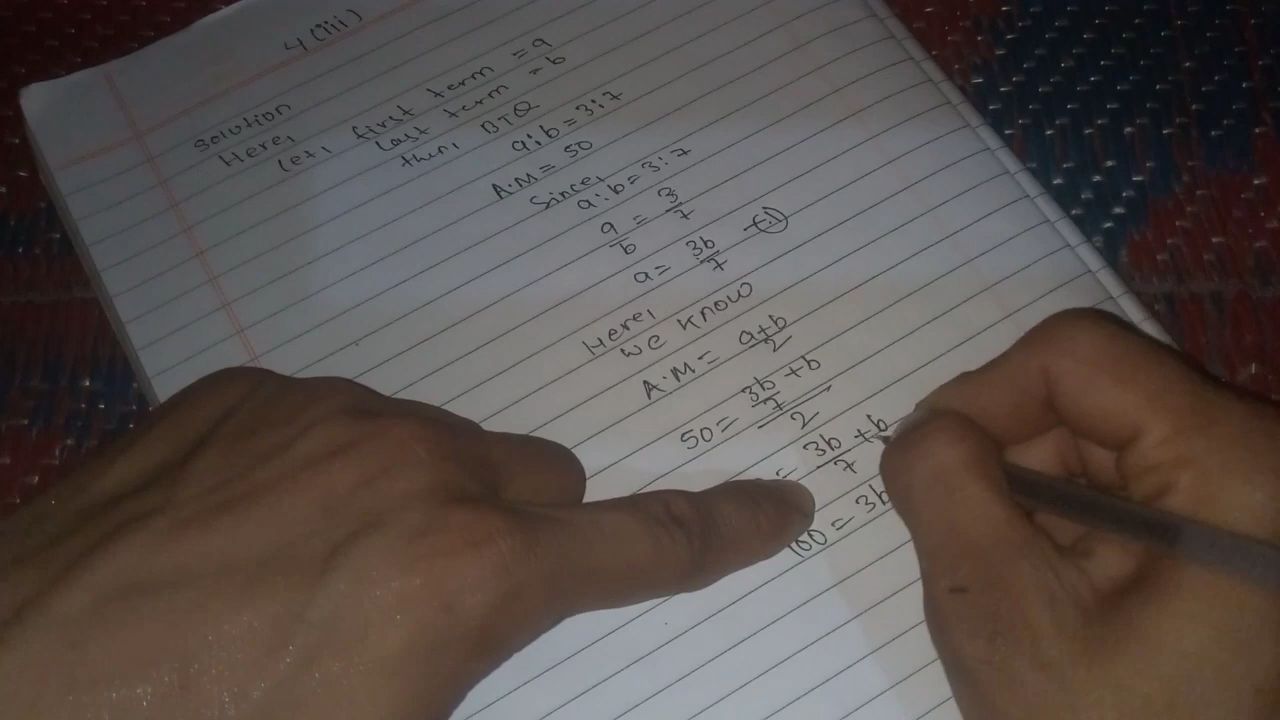 4(iii)
Solution
Here,
let, first term = a
last term = b
then, BTQ
a:b = 3:7
A.M = 50
Since,
a:b = 3:7
a/b = 3/7
a = 3b/7 -(i)
Here,
we know
A.M = a+b/2
50 = 3b/7 + b/2
= 3b/7 + b
100 = 3b